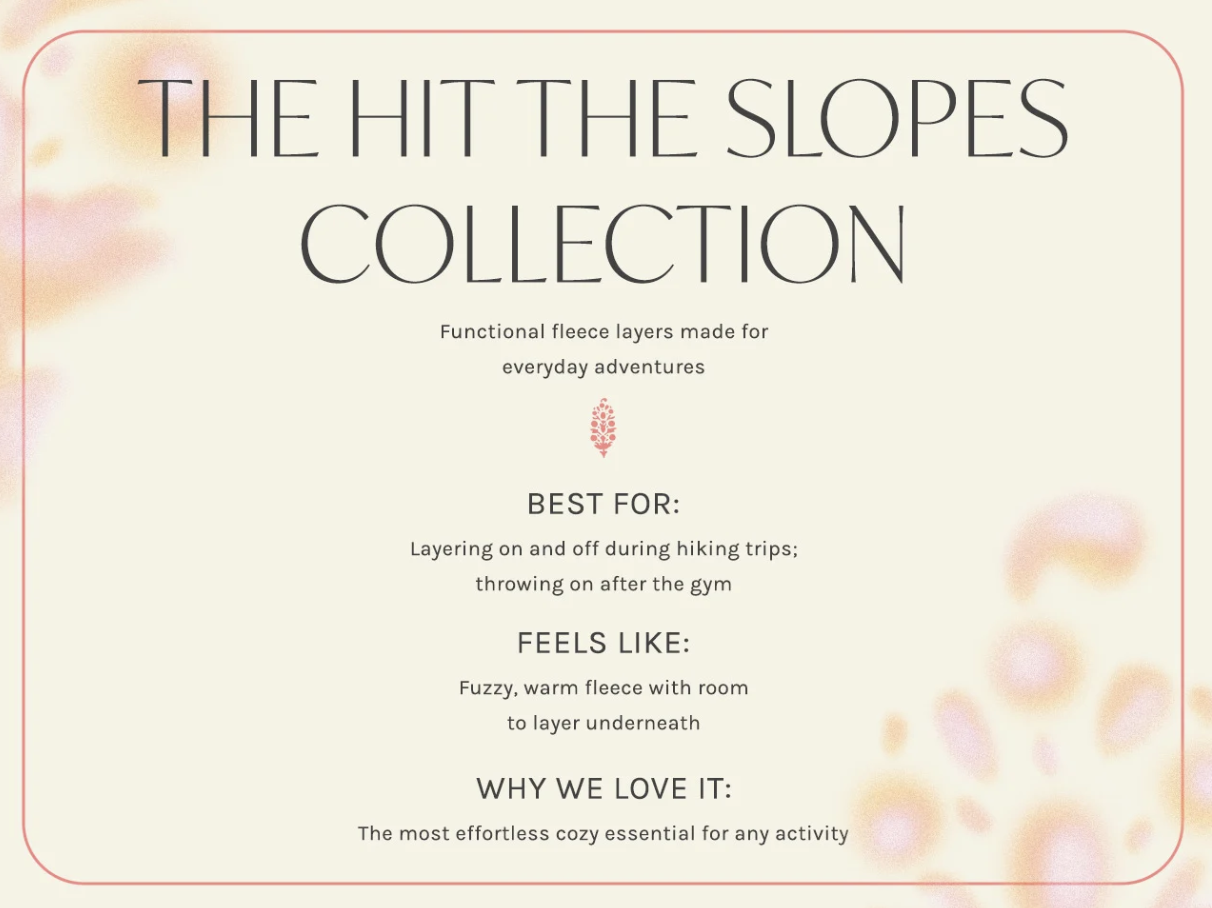 THE HIT THE SLOPES
COLLECTION
Functional fleece layers made for
everyday adventures
BEST FOR:
Layering on and off during hiking trips;
throwing on after the gym
FEELS LIKE:
Fuzzy, warm fleece with room
to layer underneath
WHY WE LOVE IT:
The most effortless cozy essential for any activity